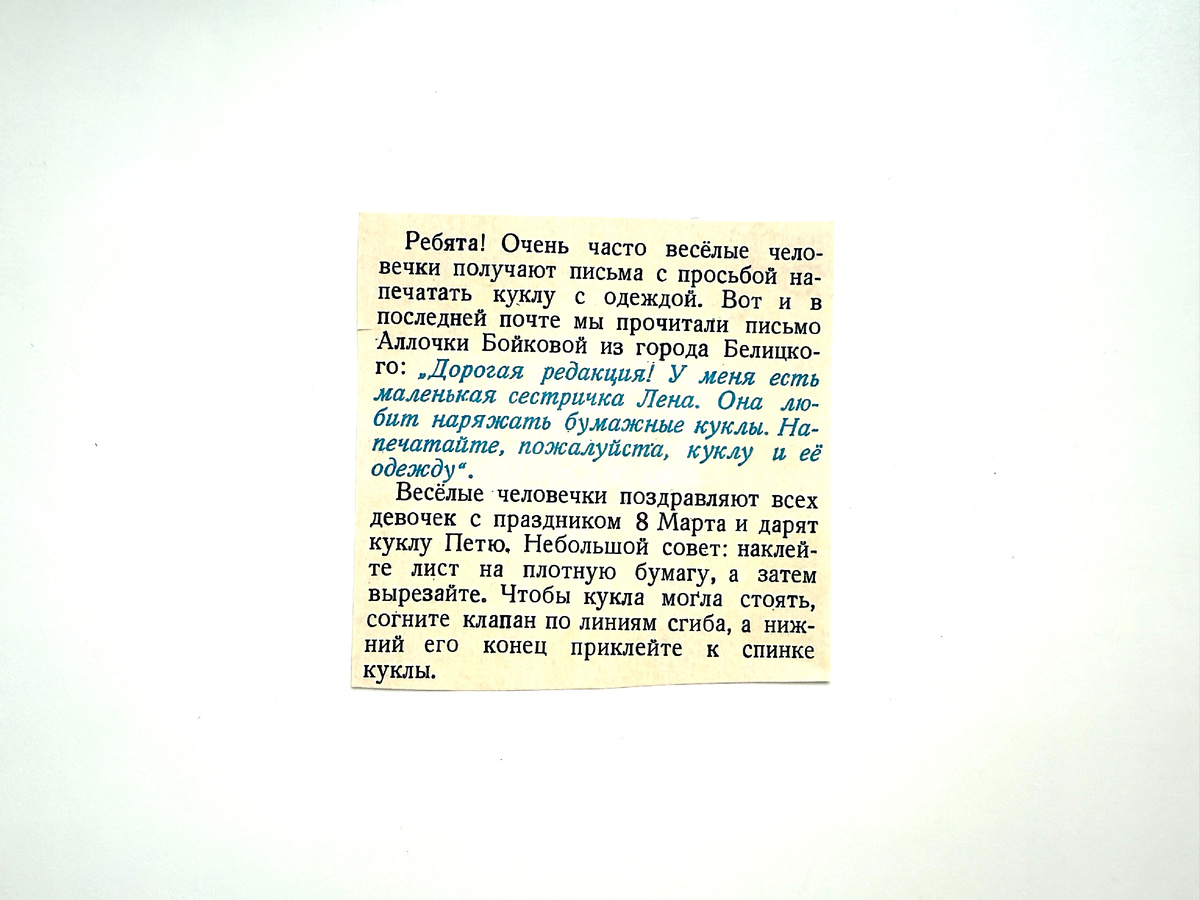 Ребята! Очень часто весёлые чело-
вечки получают письма с просьбой на-
печатать куклу с одеждой. Вот и в
последней почте мы прочитали письмо
Аллочки Бойковой из города Белицко-
го: „Дорогая редакция! У меня есть
маленькая сестричка Лена. Она лю-
бит наряжать бумажные куклы. На-
печатайте, пожалуйста, куклу и её
одежду“.
Весёлые человечки поздравляют всех
девочек с праздником 8 Марта и дарят
куклу Петю. Небольшой совет: наклей-
те лист на плотную бумагу, а затем
вырезайте. Чтобы кукла могла стоять,
согните клапан по линиям сгиба, а ниж-
ний его конец приклейте к спинке
куклы.